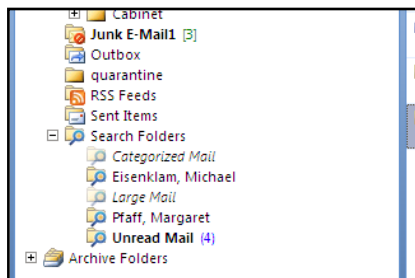 Cabinet
Junk E-Mail1 [3]
Outbox
quarantine
RSS Feeds
Sent Items
Search Folders
Categorized Mail
Eisenklam, Michael
Large Mail
Pfaff, Margaret
Unread Mail (4)
Archive Folders